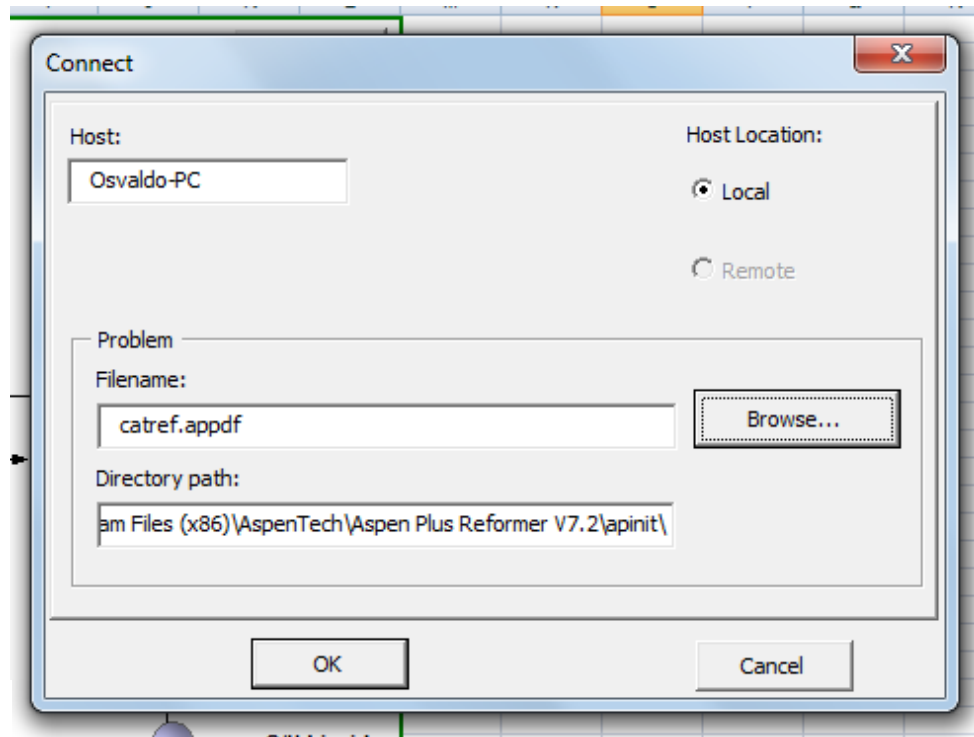 Connect
Host:
Host Location:
Osvaldo-PC
Local
Remote
Problem
Filename:
catref.appdf
Browse...
Directory path:
am Files (x86)\AspenTech\Aspen Plus Reformer V7.2\apinit\
OK
Cancel